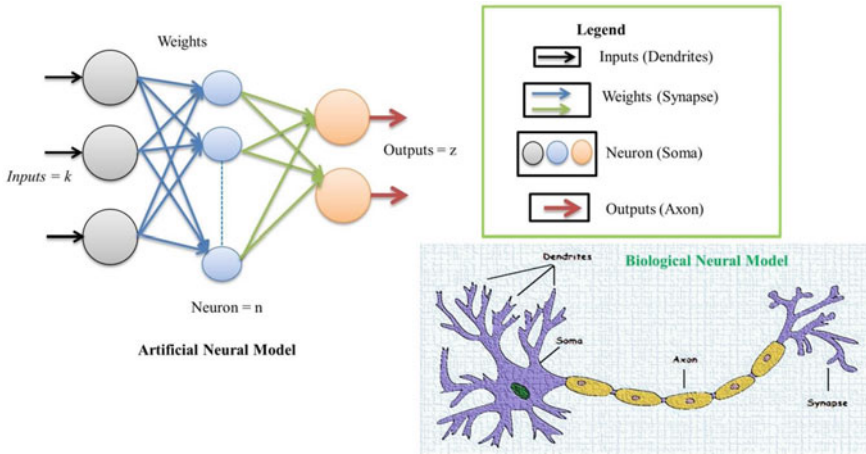 Weights
Inputs = k
Outputs = z
Neuron = n
Artificial Neural Model
Legend
Inputs (Dendrites)
Weights (Synapse)
Neuron (Soma)
Outputs (Axon)
Biological Neural Model
Dendrites
Soma
Axon
Synapse